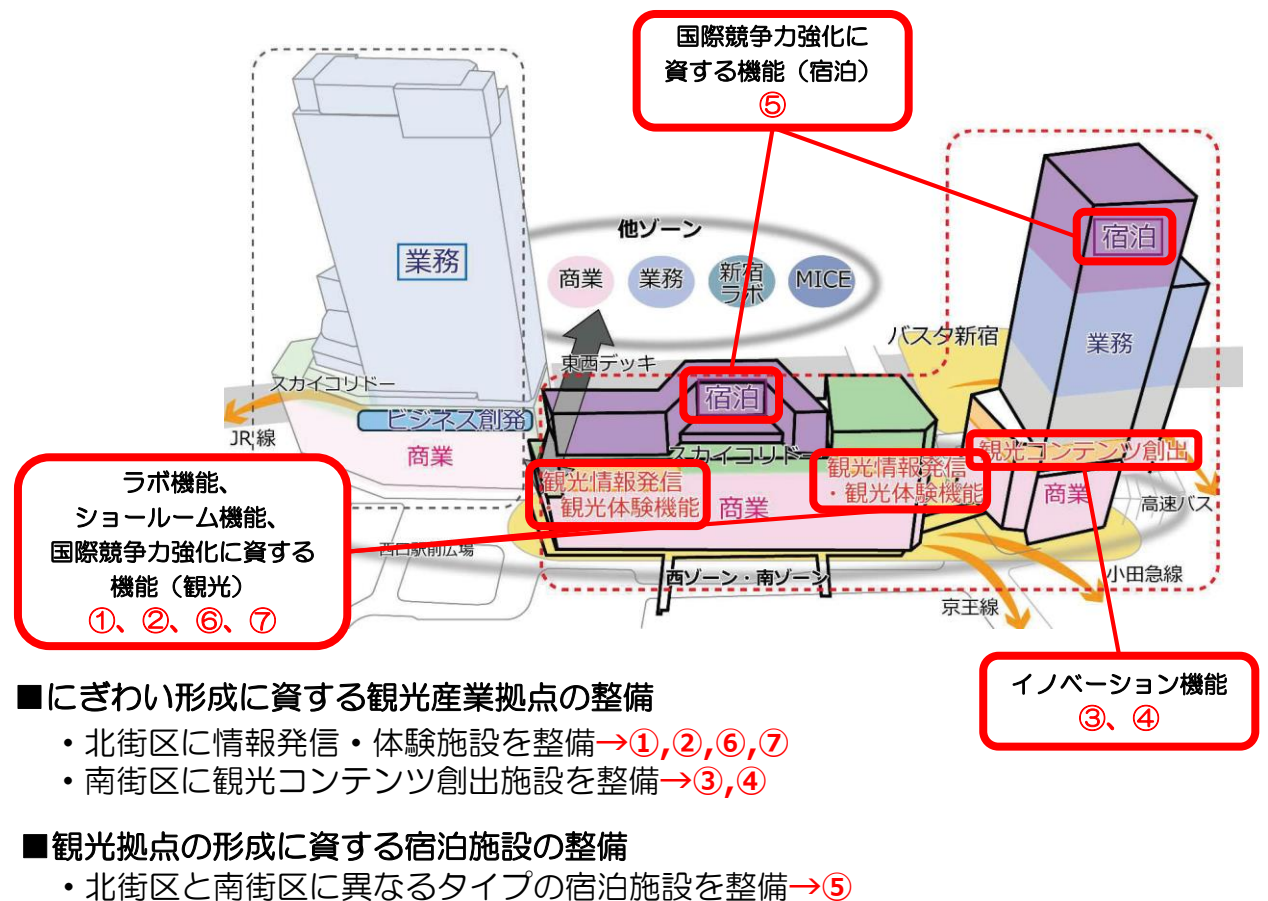 国際競争力強化に
資する機能（宿泊）
⑤
他ゾーン
商業
業務
新宿
ラボ
MICE
業務
宿泊
バスタ新宿
業務
東西デッキ
スカイコリドー
宿泊
ビジネス創発
JR線
商業
スカイコリドー
観光コンテンツ創出
観光情報発信
・観光体験機能
観光情報発信
・観光体験機能
商業
商業
高速バス
ラボ機能、
ショールーム機能、
国際競争力強化に資する
機能（観光）
①、②、⑥、⑦
西口駅前広場
西ゾーン・南ゾーン
小田急線
京王線
イノベーション機能
③、④
■にぎわい形成に資する観光産業拠点の整備
・北街区に情報発信・体験施設を整備→①,②,⑥,⑦
・南街区に観光コンテンツ創出施設を整備→③,④
■観光拠点の形成に資する宿泊施設の整備
・北街区と南街区に異なるタイプの宿泊施設を整備→⑤